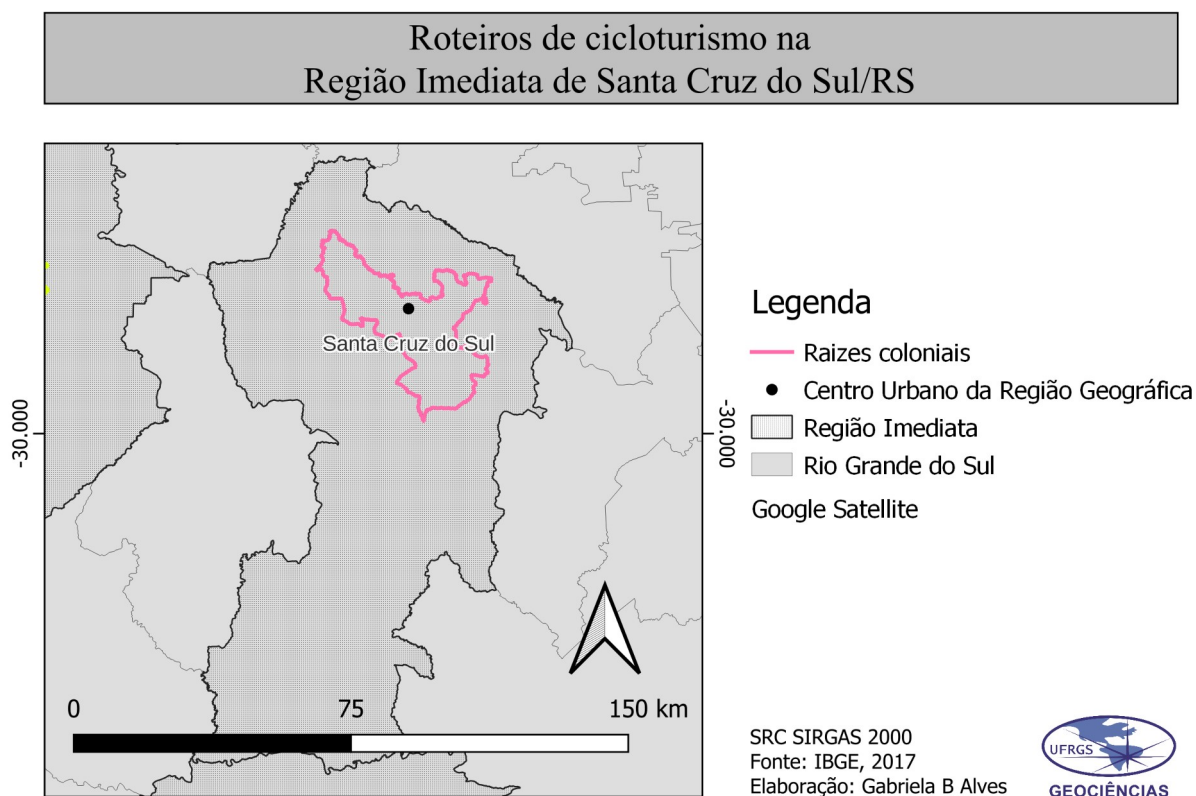 Roteiros de cicloturismo na
Região Imediata de Santa Cruz do Sul/RS
Santa Cruz do Sul
-30.000
-30.000
0 75 150 km
Legenda
Raizes coloniais
Centro Urbano da Região Geográfica
Região Imediata
Rio Grande do Sul
Google Satellite
SRC SIRGAS 2000
Fonte: IBGE, 2017
Elaboração: Gabriela B Alves
UFRGS
GEOCIÊNCIAS